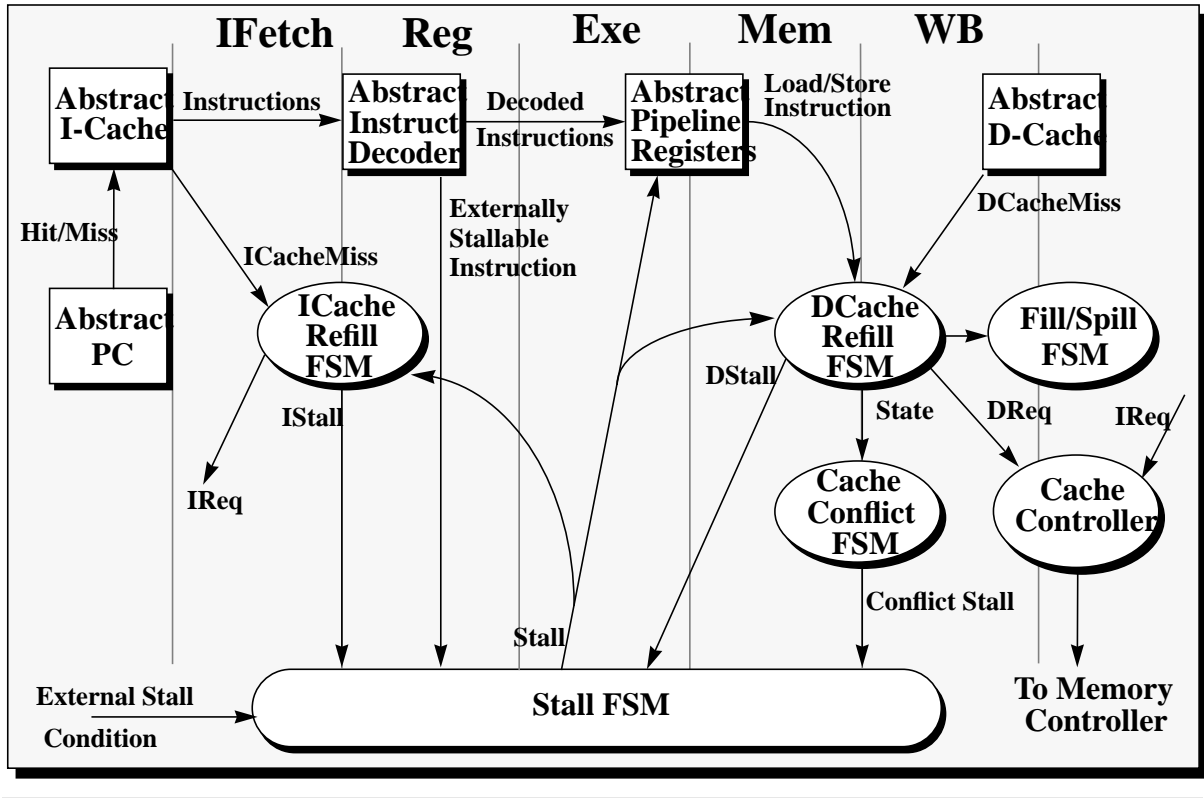 IFetch
Reg
Exe
Mem
WB
Abstract
I-Cache
Instructions
Abstract
Instruct
Decoder
Decoded
Instructions
Abstract
Pipeline
Registers
Load/Store
Instruction
Abstract
D-Cache
Hit/Miss
ICacheMiss
Externally
Stallable
Instruction
DCacheMiss
Abstract
PC
ICache
Refill
FSM
DCache
Refill
FSM
Fill/Spill
FSM
IStall
DStall
State
DReq
IReq
IReq
Cache
Conflict
FSM
Cache
Controller
Stall
Conflict Stall
External Stall
Condition
Stall FSM
To Memory
Controller